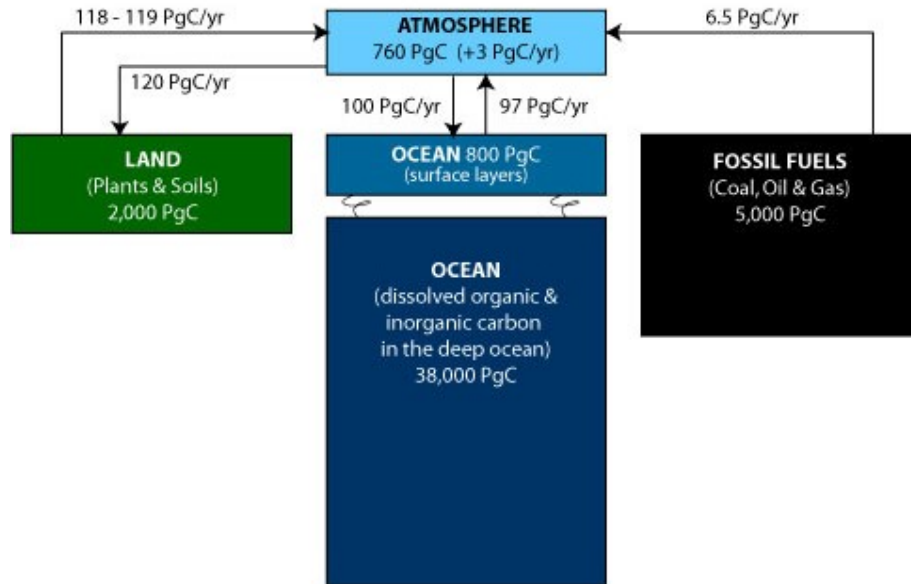 118 - 119 PgC/yr
ATMOSPHERE
760 PgC (+3 PgC/yr)
6.5 PgC/yr
120 PgC/yr
100 PgC/yr
97 PgC/yr
LAND
(Plants & Soils)
2,000 PgC
OCEAN 800 PgC
(surface layers)
FOSSIL FUELS
(Coal, Oil & Gas)
5,000 PgC
OCEAN
(dissolved organic &
inorganic carbon
in the deep ocean)
38,000 PgC